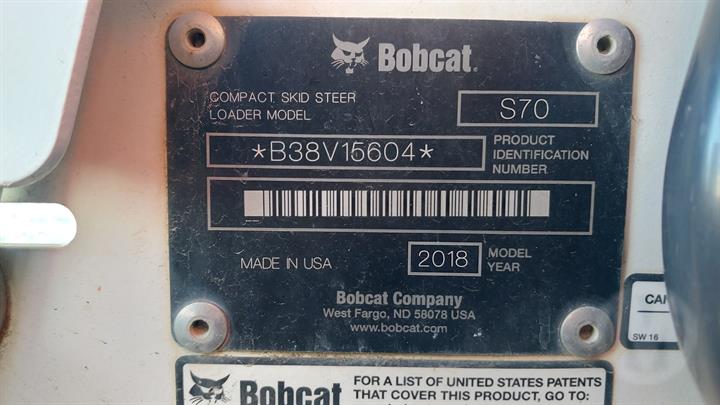 Bobcat.
COMPACT SKID STEER
LOADER MODEL
S70
*B38V15604*
PRODUCT
IDENTIFICATION
NUMBER
MADE IN USA
2018
MODEL
YEAR
Bobcat Company
West Fargo, ND 58078 USA
www.bobcat.com
SW 16
Bobcat
FOR A LIST OF UNITED STATES PATENTS
THAT COVER THIS PRODUCT, GO TO: